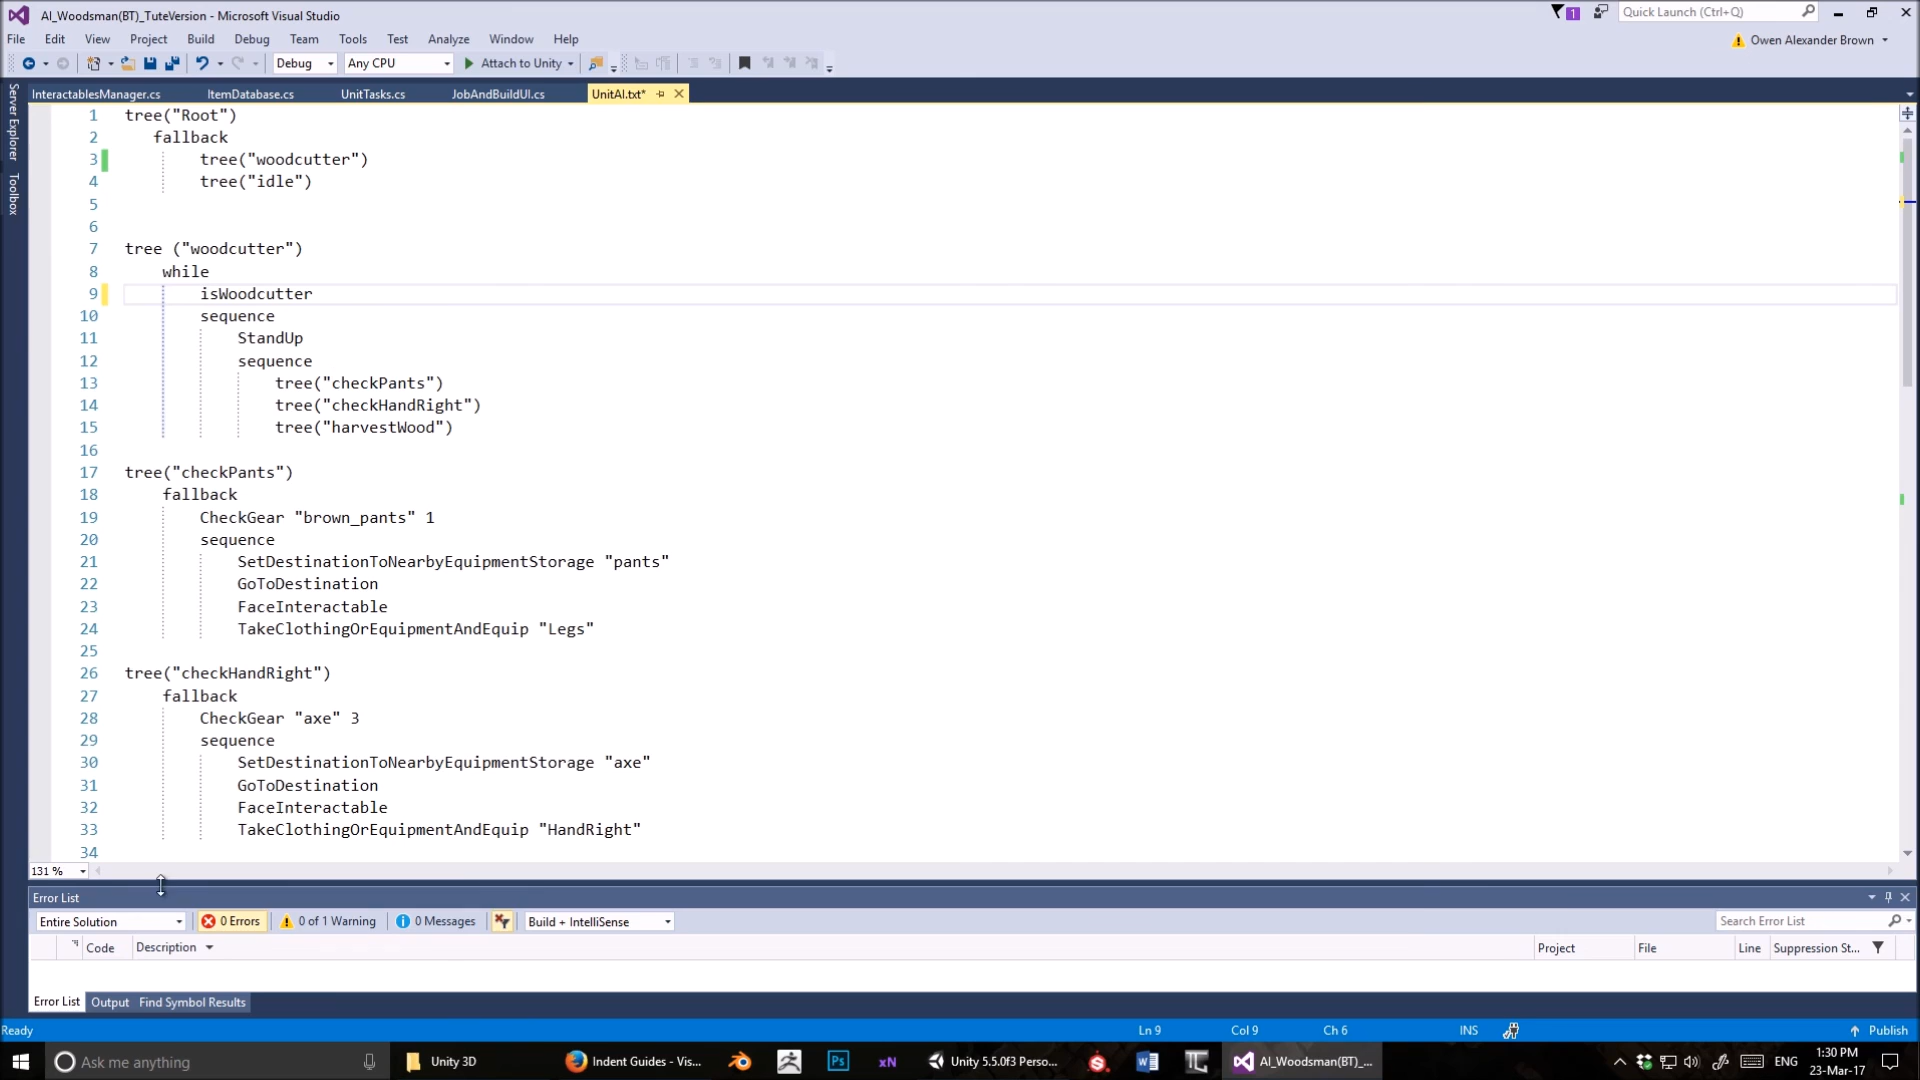 AI_Woodsman(BT)_TuteVersion - Microsoft Visual Studio
1
Quick Launch (Ctrl+Q)
File Edit View Project Build Debug Team Tools Test Analyze Window Help
Owen Alexander Brown
Debug Any CPU Attach to Unity
Server Explorer
Toolbox
InteractablesManager.cs ItemDatabase.cs UnitTasks.cs JobAndBuildUI.cs UnitAI.txt*
1 tree("Root")
2 fallback
3 tree("woodcutter")
4 tree("idle")
5
6
7 tree ("woodcutter")
8 while
9 isWoodcutter
10 sequence
11 StandUp
12 sequence
13 tree("checkPants")
14 tree("checkHandRight")
15 tree("harvestWood")
16
17 tree("checkPants")
18 fallback
19 CheckGear "brown_pants" 1
20 sequence
21 SetDestinationToNearbyEquipmentStorage "pants"
22 GoToDestination
23 FaceInteractable
24 TakeClothingOrEquipmentAndEquip "Legs"
25
26 tree("checkHandRight")
27 fallback
28 CheckGear "axe" 3
29 sequence
30 SetDestinationToNearbyEquipmentStorage "axe"
31 GoToDestination
32 FaceInteractable
33 TakeClothingOrEquipmentAndEquip "HandRight"
34
131 %
Error List
Entire Solution 0 Errors 0 of 1 Warning 0 Messages Build + IntelliSense Search Error List
Code Description Project File Line Suppression St...
Error List Output Find Symbol Results
Ready Ln 9 Col 9 Ch 6 INS Publish
Ask me anything Unity 3D Indent Guides - Vis... Ps xN Unity 5.5.0f3 Perso... AI_Woodsman(BT)_... ENG 1:30 PM
23-Mar-17